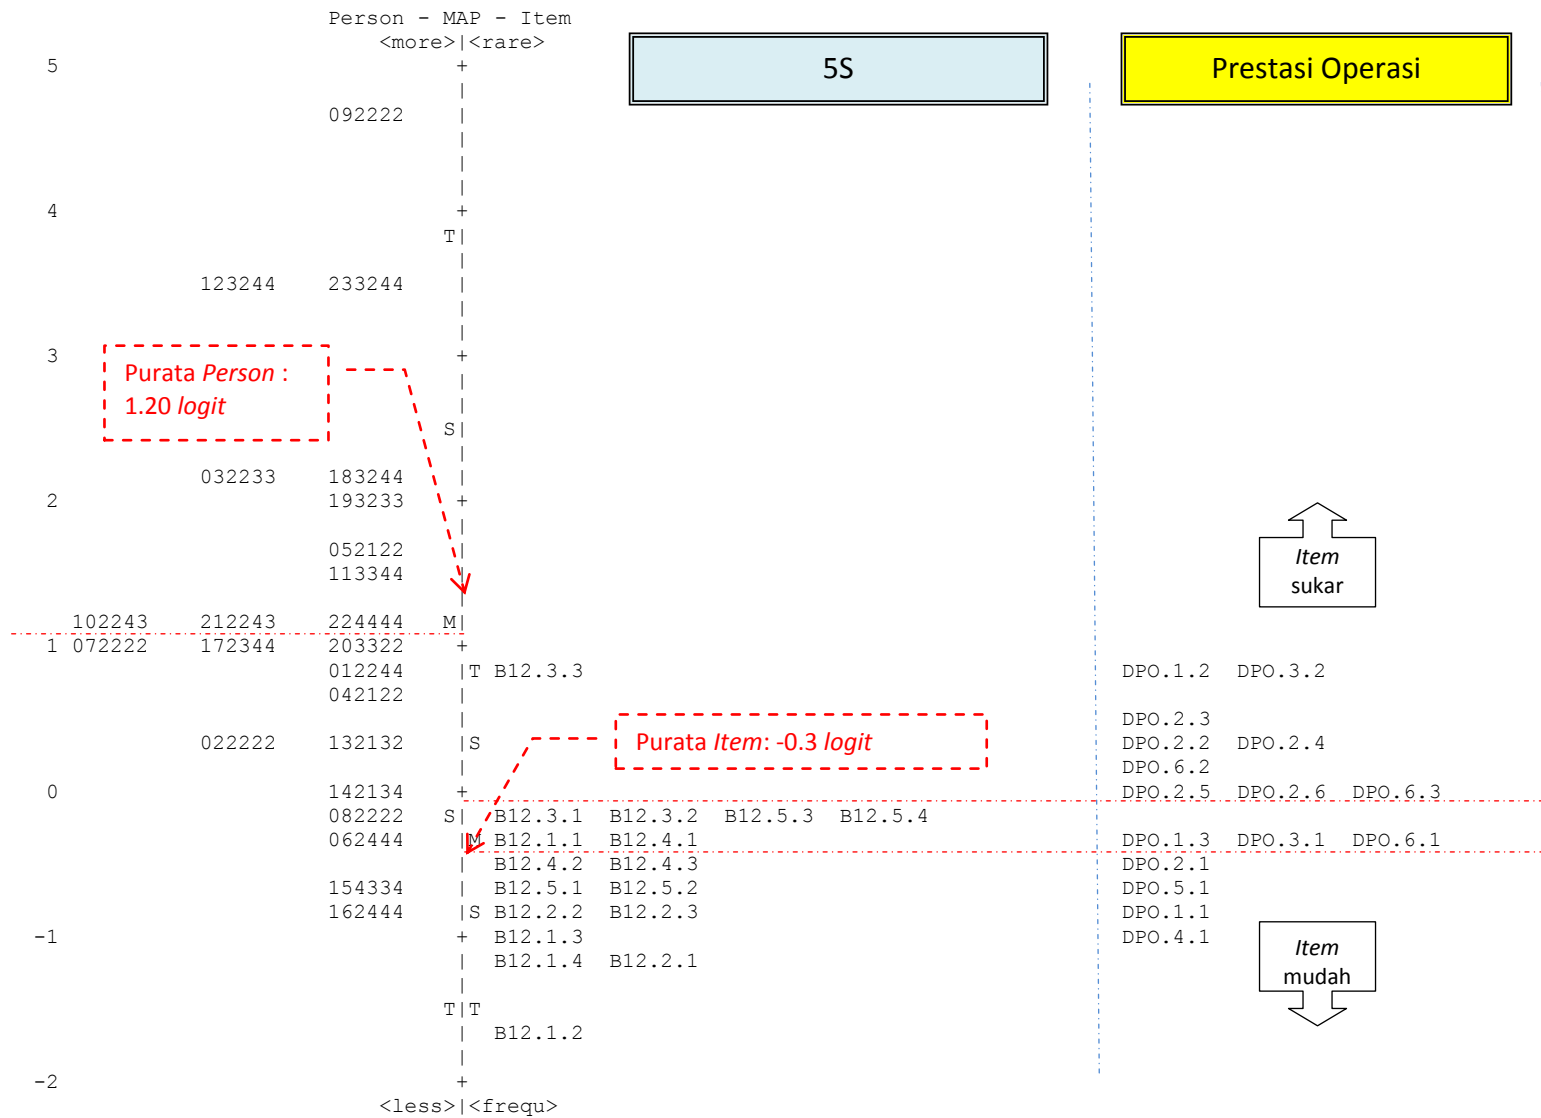 Person - MAP - Item
<more>|<rare>
5 +
5S
Prestasi Operasi
|
092222 |
|
|
|
4 +
T|
|
123244 233244 |
|
|
3 +
Purata Person :
1.20 logit
|
|
S|
|
032233 183244 |
2 193233 +
|
052122 |
113344 |
|
Item
sukar
102243 212243 224444 M|
1 072222 172344 203322 +
012244 |T B12.3.3 DPO.1.2 DPO.3.2
042122 |
| DPO.2.3
Purata Item: -0.3 logit
022222 132132 |S DPO.2.2 DPO.2.4
| DPO.6.2
0 142134 + DPO.2.5 DPO.2.6 DPO.6.3
082222 S| B12.3.1 B12.3.2 B12.5.3 B12.5.4
062444 |M B12.1.1 B12.4.1 DPO.1.3 DPO.3.1 DPO.6.1
| B12.4.2 B12.4.3 DPO.2.1
154334 | B12.5.1 B12.5.2 DPO.5.1
162444 |S B12.2.2 B12.2.3 DPO.1.1
-1 + B12.1.3 DPO.4.1
| B12.1.4 B12.2.1
Item
mudah
|
T|T
| B12.1.2
|
-2 +
<less>|<frequ>